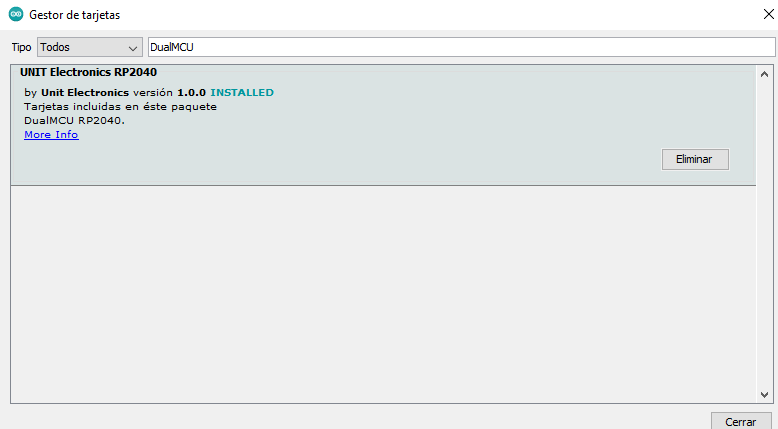 Gestor de tarjetas
Tipo Todos DualMCU
UNIT Electronics RP2040
by Unit Electronics versión 1.0.0 INSTALLED
Tarjetas incluidas en éste paquete
DualMCU RP2040.
More Info
Eliminar
Cerrar